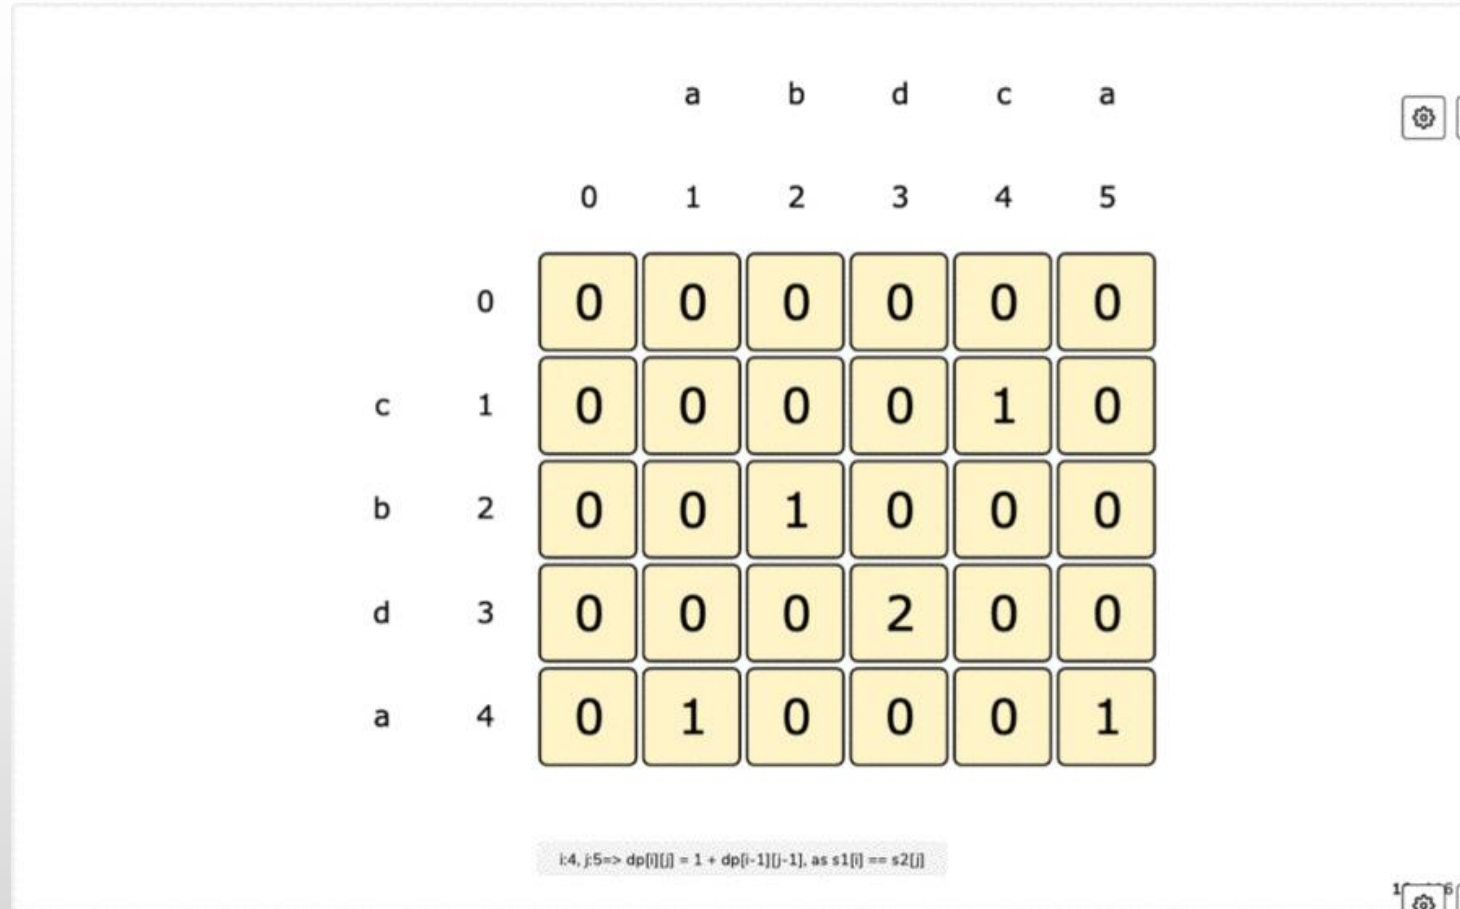 a b d c a
0 1 2 3 4 5
0 0 0 0 0 0 0
c 1 0 0 0 0 1 0
b 2 0 0 1 0 0 0
d 3 0 0 0 2 0 0
a 4 0 1 0 0 0 1
i:4, j:5=> dp[i][j] = 1 + dp[i-1][j-1], as s1[i] == s2[j]